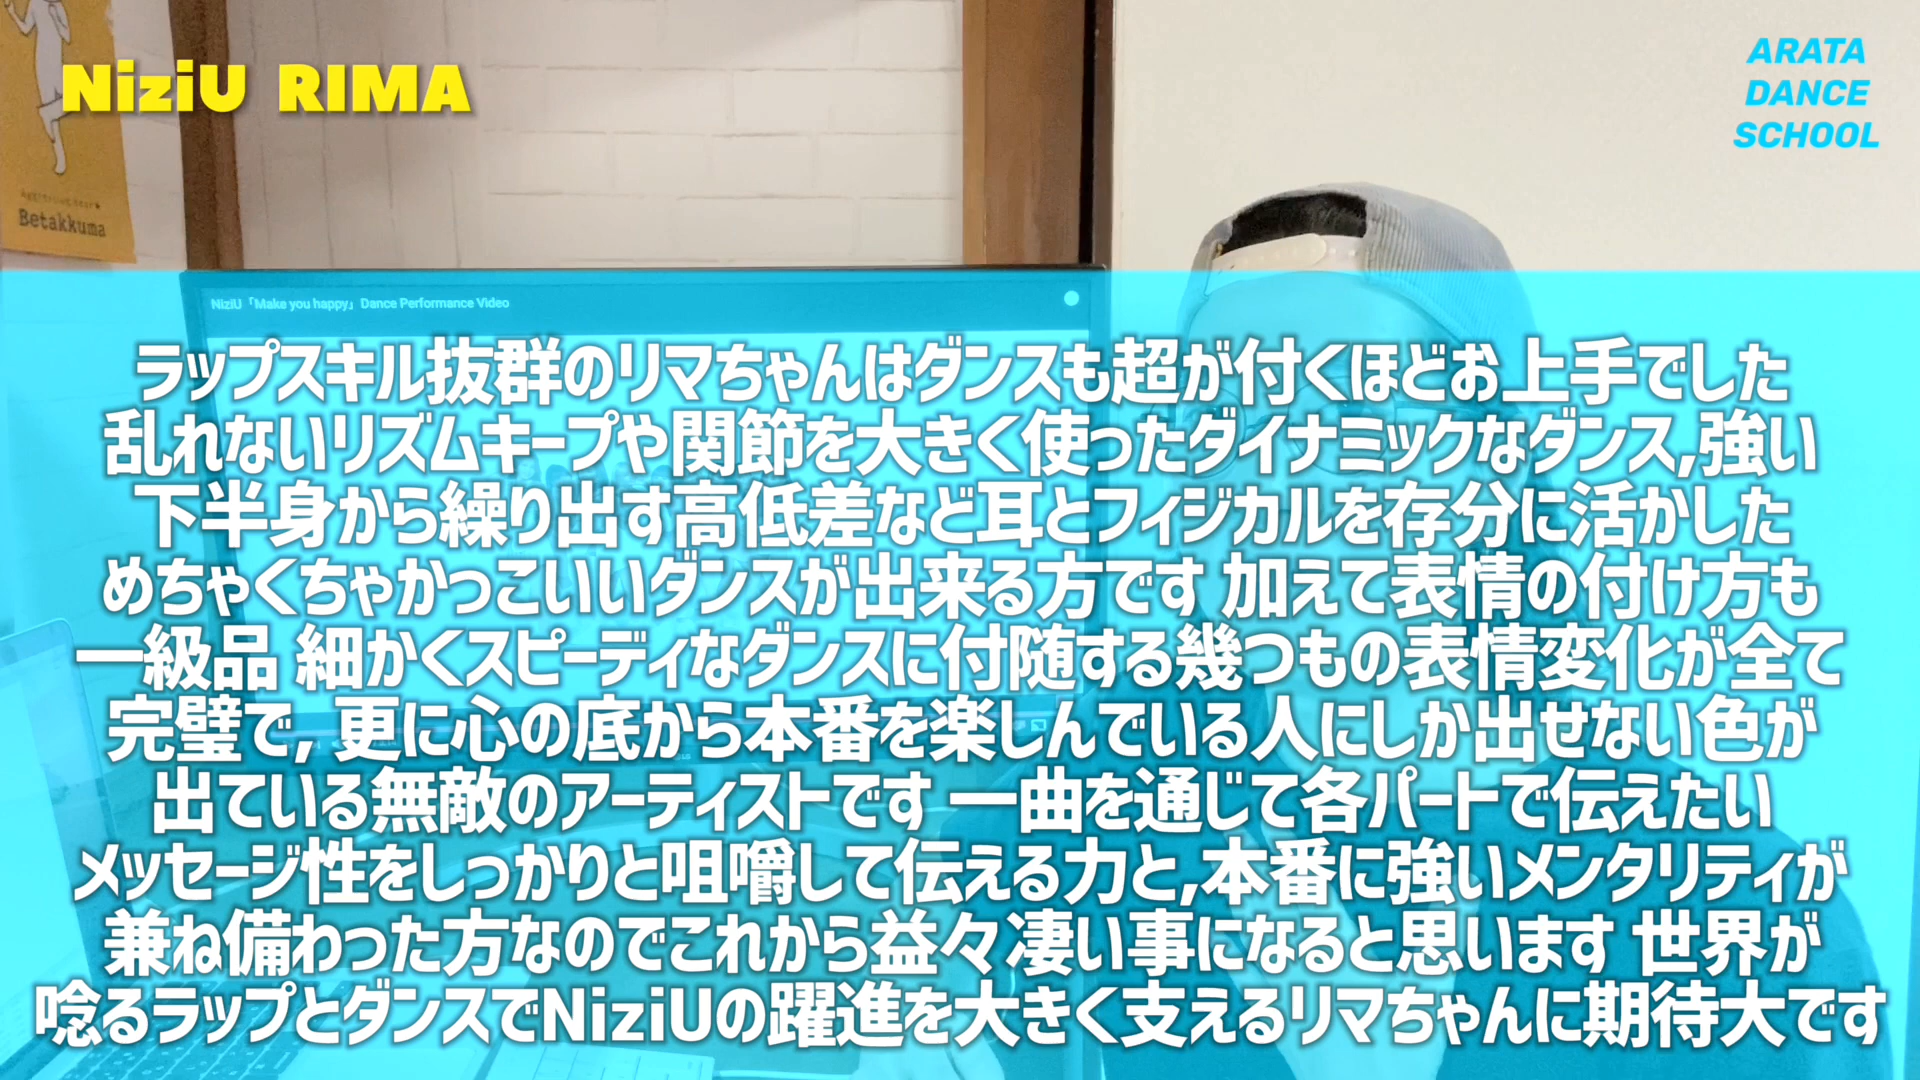 NiziU RIMA
ARATA
DANCE
SCHOOL
Betakkuma
NiziU「Make you happy」Dance Performance Video
ラップスキル抜群のリマちゃんはダンスも超が付くほどお上手でした
乱れないリズムキープや関節を大きく使ったダイナミックなダンス,強い
下半身から繰り出す高低差など耳とフィジカルを存分に活かした
めちゃくちゃかっこいいダンスが出来る方です 加えて表情の付け方も
一級品 細かくスピーディなダンスに付随する幾つもの表情変化が全て
完璧で, 更に心の底から本番を楽しんでいる人にしか出せない色が
出ている無敵のアーティストです 一曲を通じて各パートで伝えたい
メッセージ性をしっかりと咀嚼して伝える力と,本番に強いメンタリティが
兼ね備わった方なのでこれから益々凄い事になると思います 世界が
唸るラップとダンスでNiziUの躍進を大きく支えるリマちゃんに期待大です